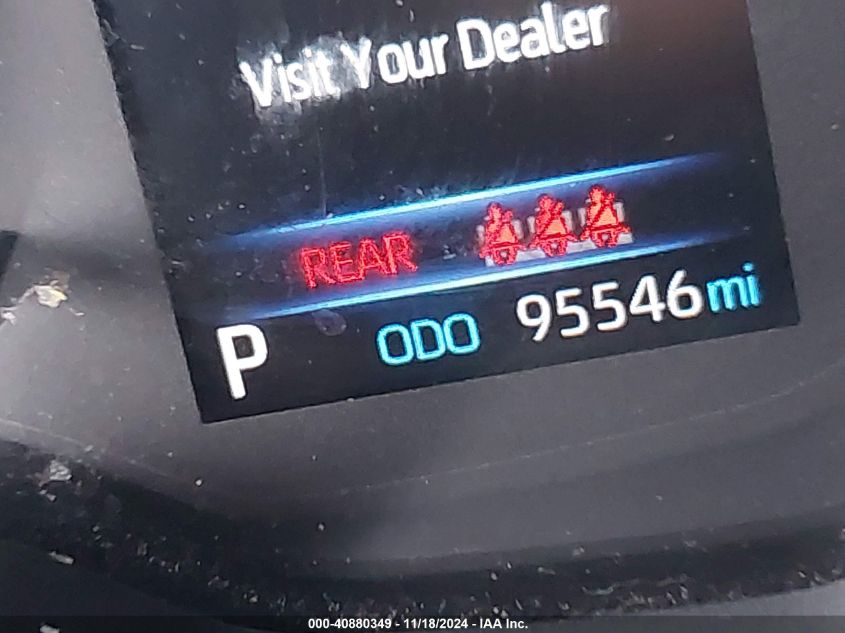 Visit Your Dealer
REAR
P ODO 95546 mi
000-40880349 - 11/18/2024 - IAA Inc.